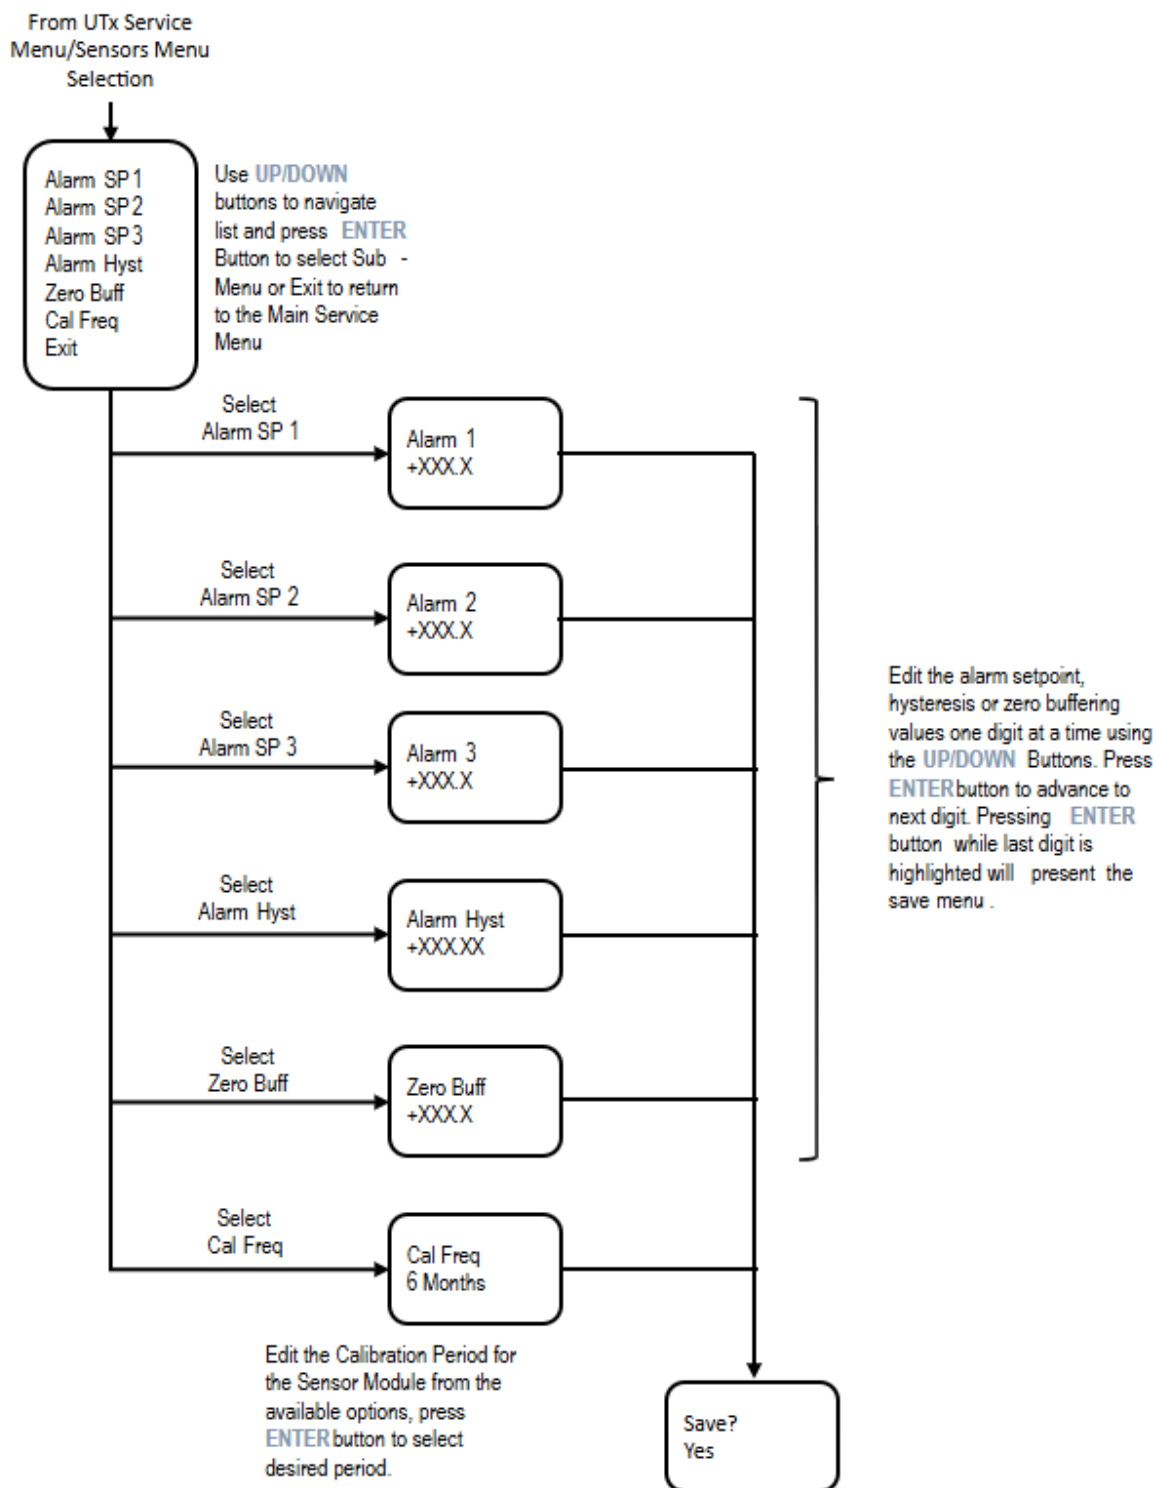 From UTx Service
Menu/Sensors Menu
Selection
Alarm SP1
Alarm SP2
Alarm SP3
Alarm Hyst
Zero Buff
Cal Freq
Exit
Use UP/DOWN
buttons to navigate
list and press ENTER
Button to select Sub -
Menu or Exit to return
to the Main Service
Menu
Select
Alarm SP 1
Alarm 1
+XXX.X
Select
Alarm SP 2
Alarm 2
+XXX.X
Select
Alarm SP 3
Alarm 3
+XXX.X
Select
Alarm Hyst
Alarm Hyst
+XXX.XX
Select
Zero Buff
Zero Buff
+XXX.X
Select
Cal Freq
Cal Freq
6 Months
Edit the alarm setpoint,
hysteresis or zero buffering
values one digit at a time using
the UP/DOWN Buttons. Press
ENTER button to advance to
next digit. Pressing ENTER
button while last digit is
highlighted will present the
save menu .
Edit the Calibration Period for
the Sensor Module from the
available options, press
ENTER button to select
desired period.
Save?
Yes